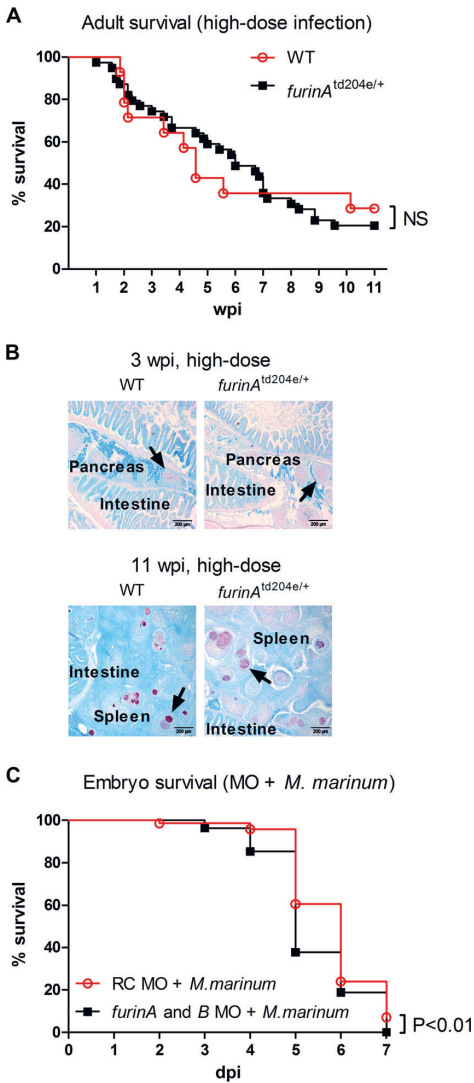 A
Adult survival (high-dose infection)
WT
furinA^td204e/+
% survival
100
80
60
40
20
0
NS
1 2 3 4 5 6 7 8 9 10 11
wpi
B
3 wpi, high-dose
WT furinA^td204e/+
Pancreas
Intestine
200 µm
Pancreas
Intestine
200 µm
11 wpi, high-dose
WT furinA^td204e/+
Intestine
Spleen
200 µm
Spleen
Intestine
200 µm
C
Embryo survival (MO + M. marinum)
% survival
100
80
60
40
20
0
RC MO + M.marinum
furinA and B MO + M.marinum
P<0.01
0 1 2 3 4 5 6 7
dpi